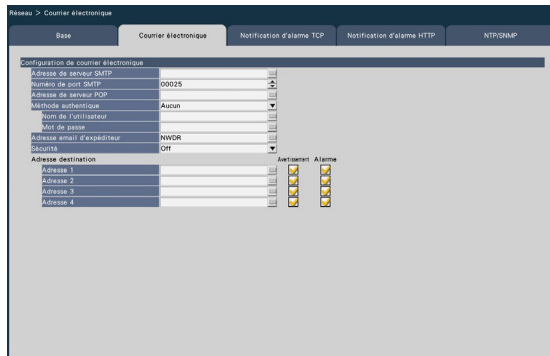 Réseau > Courrier électronique
Base Courrier électronique Notification d'alarme TCP Notification d'alarme HTTP NTP/SNMP
Configuration de courrier électronique
Adresse de serveur SMTP
Numéro de port SMTP 00025
Adresse de serveur POP
Méthode authentique Aucun
Nom de l'utilisateur
Mot de passe
Adresse email d'expéditeur NWDR
Sécurité Off
Adresse destination Avertissement Alarme
Adresse 1
Adresse 2
Adresse 3
Adresse 4